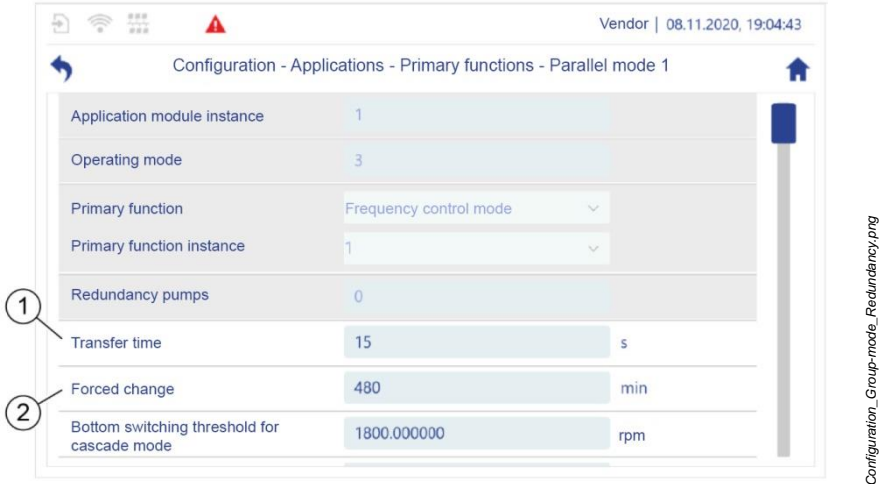 Vendor | 08.11.2020, 19:04:43
Configuration - Applications - Primary functions - Parallel mode 1
Application module instance 1
Operating mode 3
Primary function Frequency control mode
Primary function instance 1
Redundancy pumps 0
1
Transfer time 15 s
Forced change 480 min
2
Bottom switching threshold for
cascade mode 1800.000000 rpm
Configuration_Group-mode_Redundancy.png